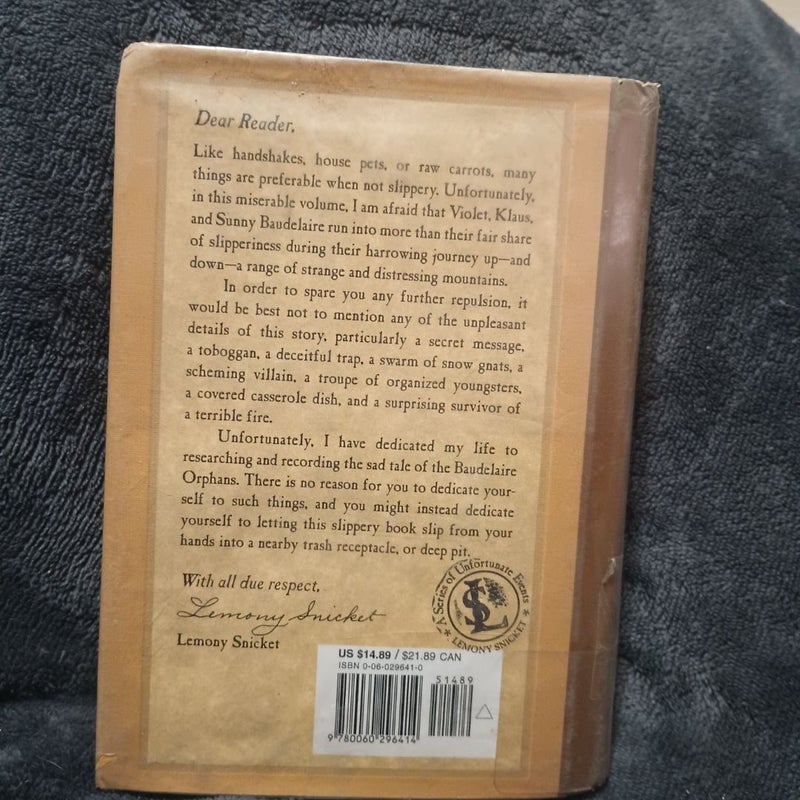 Dear Reader,
Like handshakes, house pets, or raw carrots, many
things are preferable when not slippery. Unfortunately,
in this miserable volume, I am afraid that Violet, Klaus,
and Sunny Baudelaire run into more than their fair share
of slipperiness during their harrowing journey up—and
down—a range of strange and distressing mountains.
In order to spare you any further repulsion, it
would be best not to mention any of the unpleasant
details of this story, particularly a secret message,
a toboggan, a deceitful trap, a swarm of snow gnats, a
scheming villain, a troupe of organized youngsters,
a covered casserole dish, and a surprising survivor of
a terrible fire.
Unfortunately, I have dedicated my life to
researching and recording the sad tale of the Baudelaire
Orphans. There is no reason for you to dedicate your-
self to such things, and you might instead dedicate
yourself to letting this slippery book slip from your
hands into a nearby trash receptacle, or deep pit.
With all due respect,
Lemony Snicket
Lemony Snicket
A Series of Unfortunate Events
LS
★ LEMONY SNICKET ★
US $14.89 / $21.89 CAN
ISBN 0-06-029641-0
51489
9 780060 296414